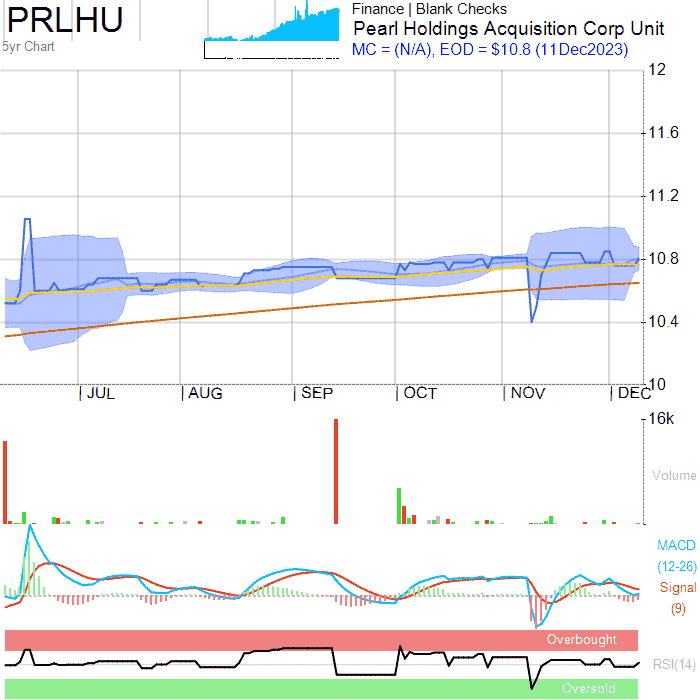 PRLHU
5yr Chart
Finance | Blank Checks
Pearl Holdings Acquisition Corp Unit
MC = (N/A), EOD = $10.8 (11Dec2023)
12
11.6
11.2
10.8
10.4
10
| JUL | AUG | SEP | OCT | NOV | DEC
16k
Volume
MACD
(12-26)
Signal
(9)
Overbought
RSI(14)
Oversold